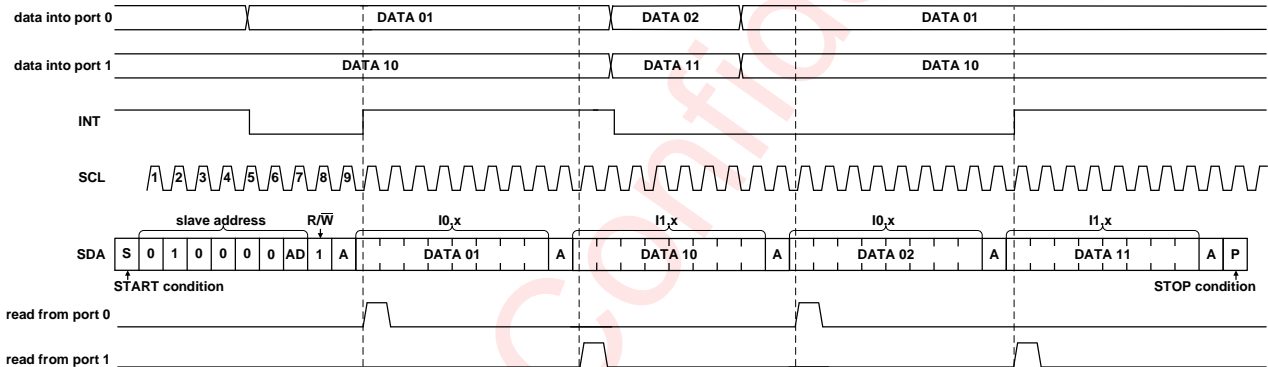 data into port 0 DATA 01 DATA 02 DATA 01
data into port 1 DATA 10 DATA 11 DATA 10
INT
SCL 1 2 3 4 5 6 7 8 9
slave address R/W I0,x I1,x I0,x I1,x
SDA S 0 1 0 0 0 0 AD 1 A DATA 01 A DATA 10 A DATA 02 A DATA 11 A P
START condition STOP condition
read from port 0
read from port 1
Confid